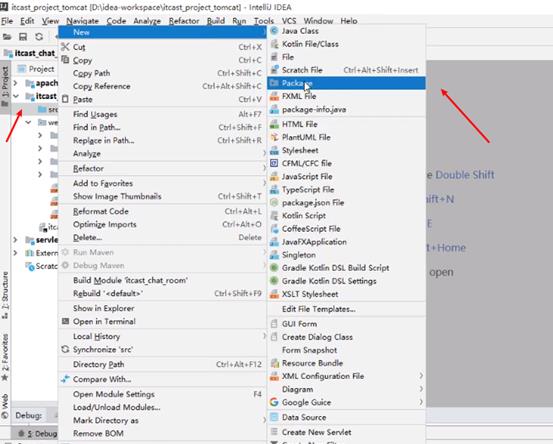 itcast_project_tomcat [D:\idea-workspace\itcast_project_tomcat] - IntelliJ IDEA
File Edit View Navigate Code Analyze Refactor Build Run Tools VCS Window Help
itcast_chat_
1: Project
Project
apac
itcast_
src
we
itc
servle
Extern
Scratc
7: Structure
2: Favorites
Web
Debug:
5: Debug
New
Cut Ctrl+X
Copy Ctrl+C
Copy Path Ctrl+Shift+C
Copy Reference Ctrl+Alt+Shift+C
Paste Ctrl+V
Find Usages Alt+F7
Find in Path... Ctrl+Shift+F
Replace in Path... Ctrl+Shift+R
Analyze
Refactor
Add to Favorites
Show Image Thumbnails Ctrl+Shift+T
Reformat Code Ctrl+Alt+L
Optimize Imports Ctrl+Alt+O
Delete... Delete
Run Maven
Debug Maven
Build Module 'itcast_chat_room'
Rebuild '<default>' Ctrl+Shift+F9
Show in Explorer
Open in Terminal
Local History
Synchronize 'src'
Directory Path Ctrl+Alt+F12
Compare With... Ctrl+D
Open Module Settings F4
Load/Unload Modules...
Mark Directory as
Remove BOM
Java Class
Kotlin File/Class
File
Scratch File Ctrl+Alt+Shift+Insert
Package
FXML File
package-info.java
HTML File
PlantUML File
Stylesheet
CFML/CFC file
JavaScript File
TypeScript File
package.json File
Kotlin Script
CoffeeScript File
JavaFXApplication
Singleton
Gradle Kotlin DSL Build Script
Gradle Kotlin DSL Settings
XSLT Stylesheet
Edit File Templates...
GUI Form
Create Dialog Class
Form Snapshot
Resource Bundle
XML Configuration File
Diagram
Google Guice
Data Source
Create New Servlet
e Double Shift
t+N
E
t+Home
open